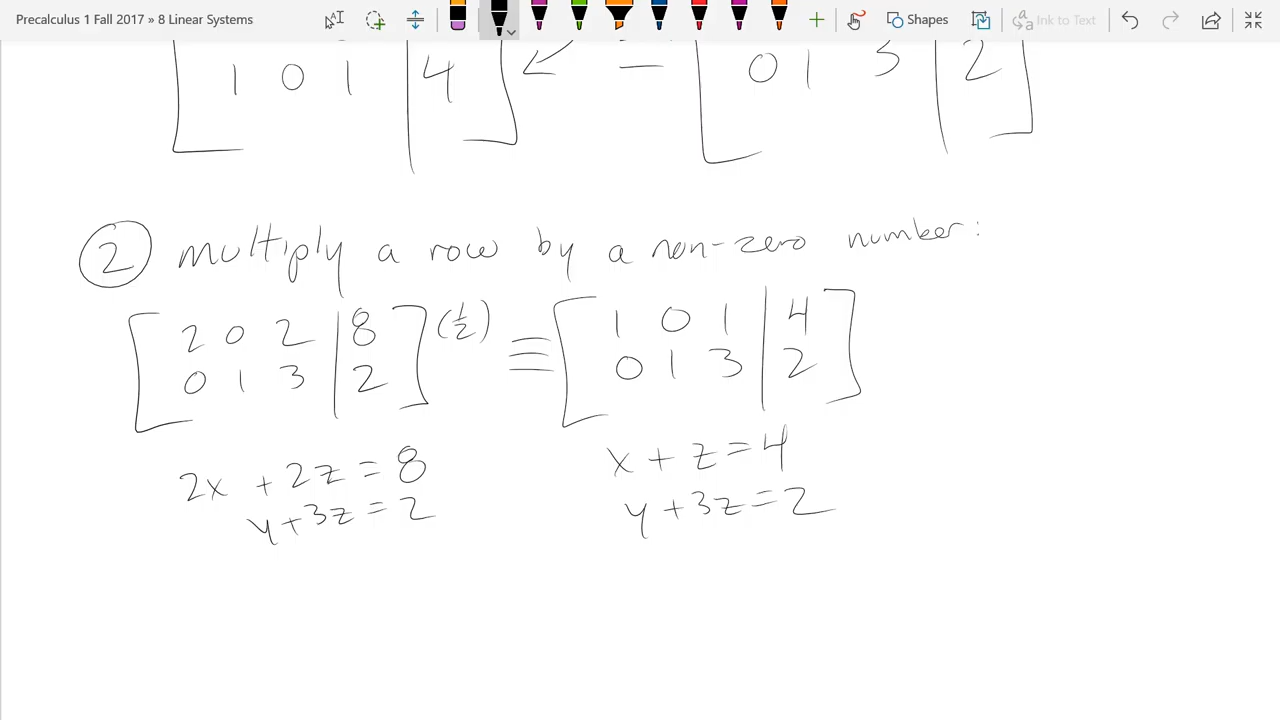 Precalculus 1 Fall 2017 » 8 Linear Systems
Shapes
Ink to Text
1 0 1 | 4
=
0 1 3 | 2
② multiply a row by a non-zero number:
[2 0 2 | 8] (1/2) ≡ [1 0 1 | 4]
[0 1 3 | 2] [0 1 3 | 2]
2x + 2z = 8
y + 3z = 2
x + z = 4
y + 3z = 2